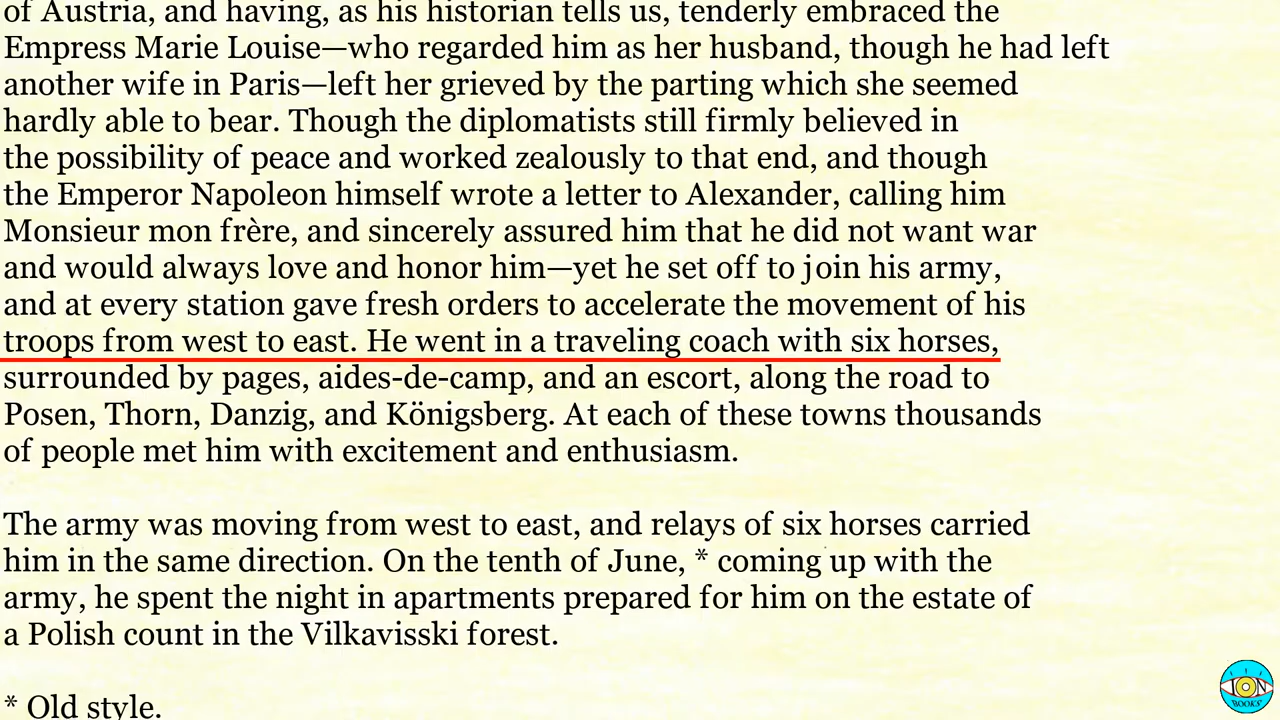 of Austria, and having, as his historian tells us, tenderly embraced the
Empress Marie Louise—who regarded him as her husband, though he had left
another wife in Paris—left her grieved by the parting which she seemed
hardly able to bear. Though the diplomatists still firmly believed in
the possibility of peace and worked zealously to that end, and though
the Emperor Napoleon himself wrote a letter to Alexander, calling him
Monsieur mon frère, and sincerely assured him that he did not want war
and would always love and honor him—yet he set off to join his army,
and at every station gave fresh orders to accelerate the movement of his
troops from west to east. He went in a traveling coach with six horses,
surrounded by pages, aides-de-camp, and an escort, along the road to
Posen, Thorn, Danzig, and Königsberg. At each of these towns thousands
of people met him with excitement and enthusiasm.
The army was moving from west to east, and relays of six horses carried
him in the same direction. On the tenth of June, * coming up with the
army, he spent the night in apartments prepared for him on the estate of
a Polish count in the Vilkavisski forest.
* Old style.
ION
BOOKS